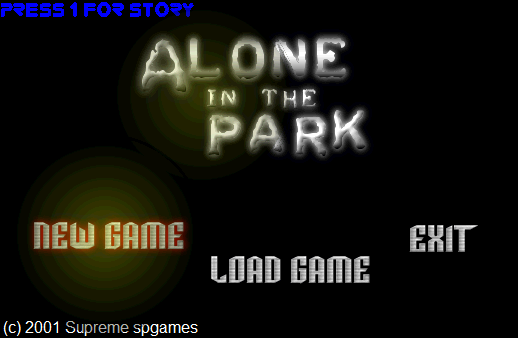 PRESS 1 FOR STORY
ALONE
IN THE
PARK
NEW GAME
LOAD GAME
EXIT
(c) 2001 Supreme spgames